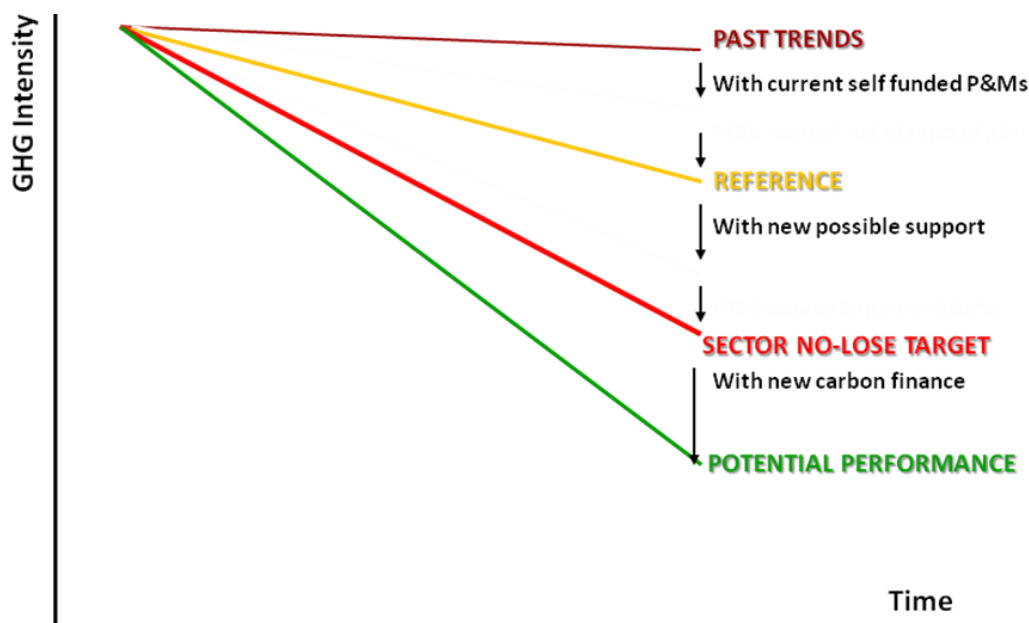 GHG Intensity
PAST TRENDS
With current self funded P&Ms
REFERENCE
With new possible support
SECTOR NO-LOSE TARGET
With new carbon finance
POTENTIAL PERFORMANCE
Time